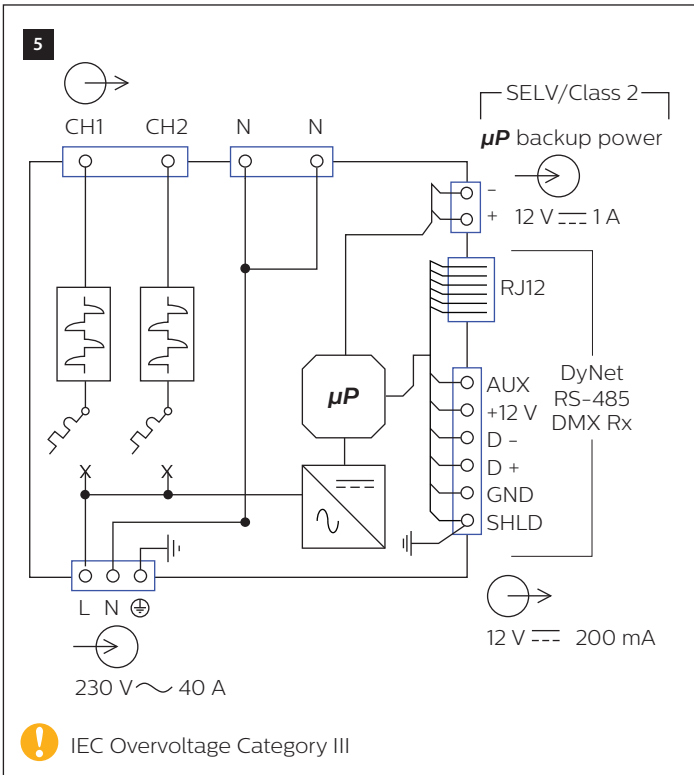 5
SELV/Class 2
CH1 CH2 N N
µP backup power
-
+ 12 V ⎓ 1 A
RJ12
µP
AUX
+12 V
D -
D +
GND
SHLD
DyNet
RS-485
DMX Rx
L N
12 V ⎓ 200 mA
230 V ~ 40 A
! IEC Overvoltage Category III